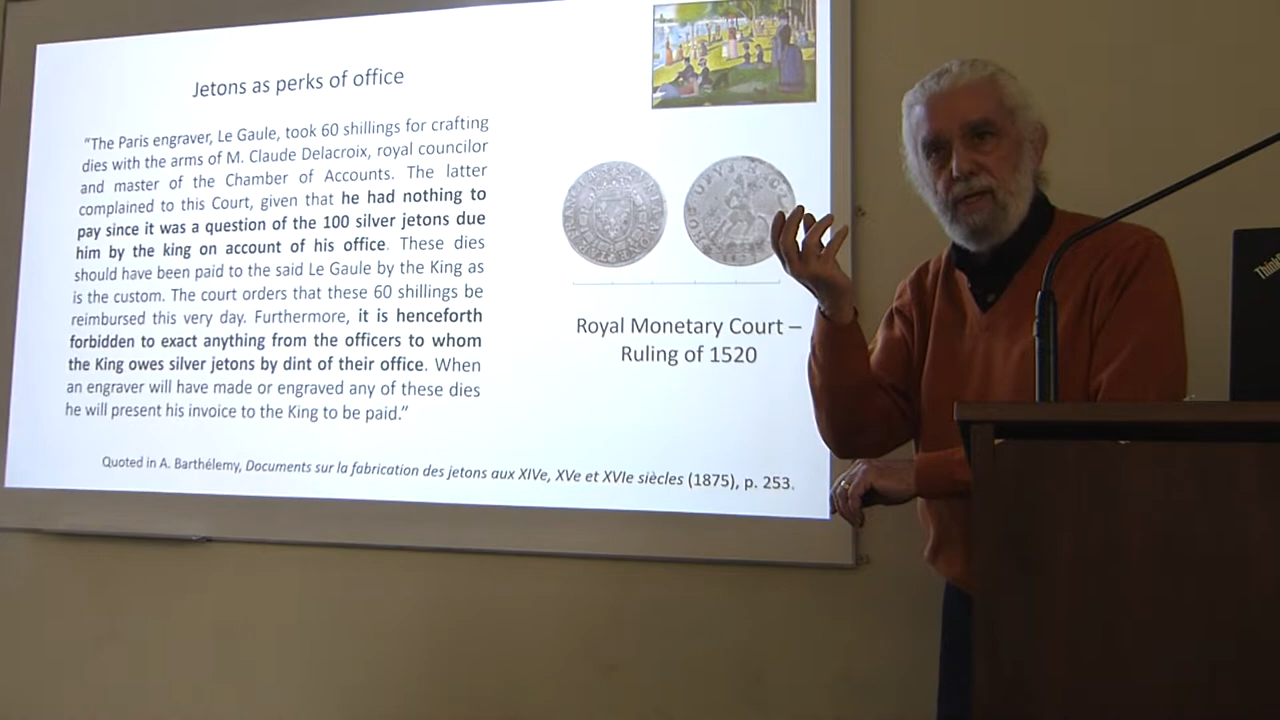 Jetons as perks of office
“The Paris engraver, Le Gaule, took 60 shillings for crafting
dies with the arms of M. Claude Delacroix, royal councilor
and master of the Chamber of Accounts. The latter
complained to this Court, given that he had nothing to
pay since it was a question of the 100 silver jetons due
him by the king on account of his office. These dies
should have been paid to the said Le Gaule by the King as
is the custom. The court orders that these 60 shillings be
reimbursed this very day. Furthermore, it is henceforth
forbidden to exact anything from the officers to whom
the King owes silver jetons by dint of their office. When
an engraver will have made or engraved any of these dies
he will present his invoice to the King to be paid.”
Royal Monetary Court –
Ruling of 1520
Quoted in A. Barthélemy, Documents sur la fabrication des jetons aux XIVe, XVe et XVIe siècles (1875), p. 253.